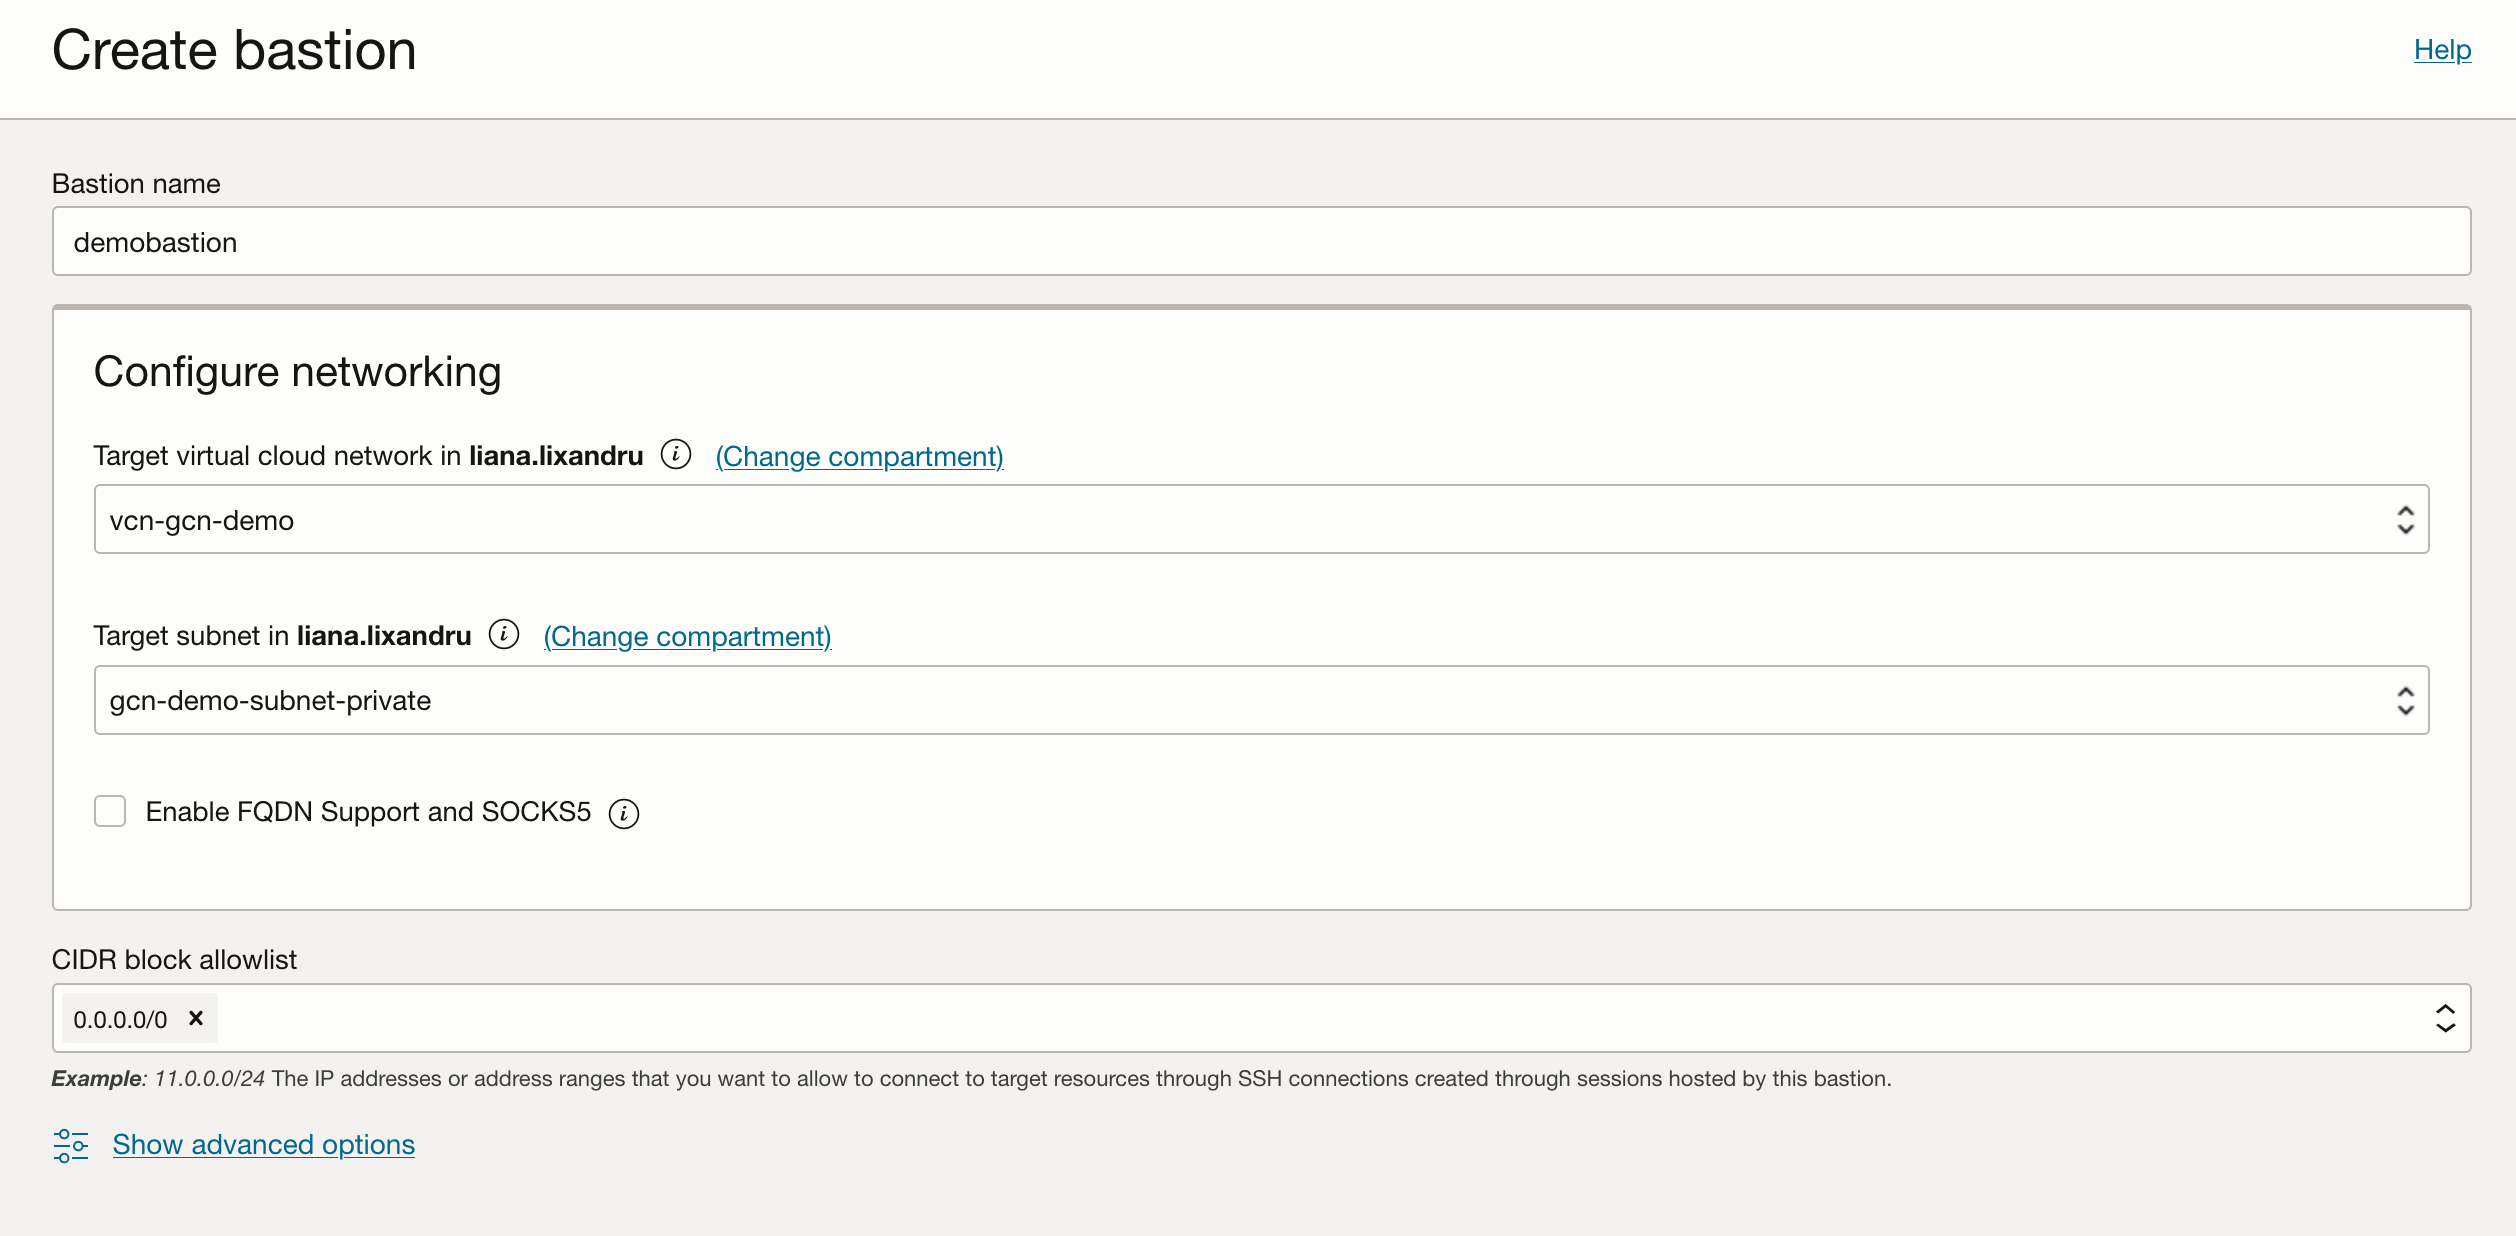 Create bastion
Help
Bastion name
demobastion
Configure networking
Target virtual cloud network in liana.lixandru i (Change compartment)
vcn-gcn-demo
Target subnet in liana.lixandru i (Change compartment)
gcn-demo-subnet-private
Enable FQDN Support and SOCKS5 i
CIDR block allowlist
0.0.0.0/0 ×
Example: 11.0.0.0/24 The IP addresses or address ranges that you want to allow to connect to target resources through SSH connections created through sessions hosted by this bastion.
Show advanced options